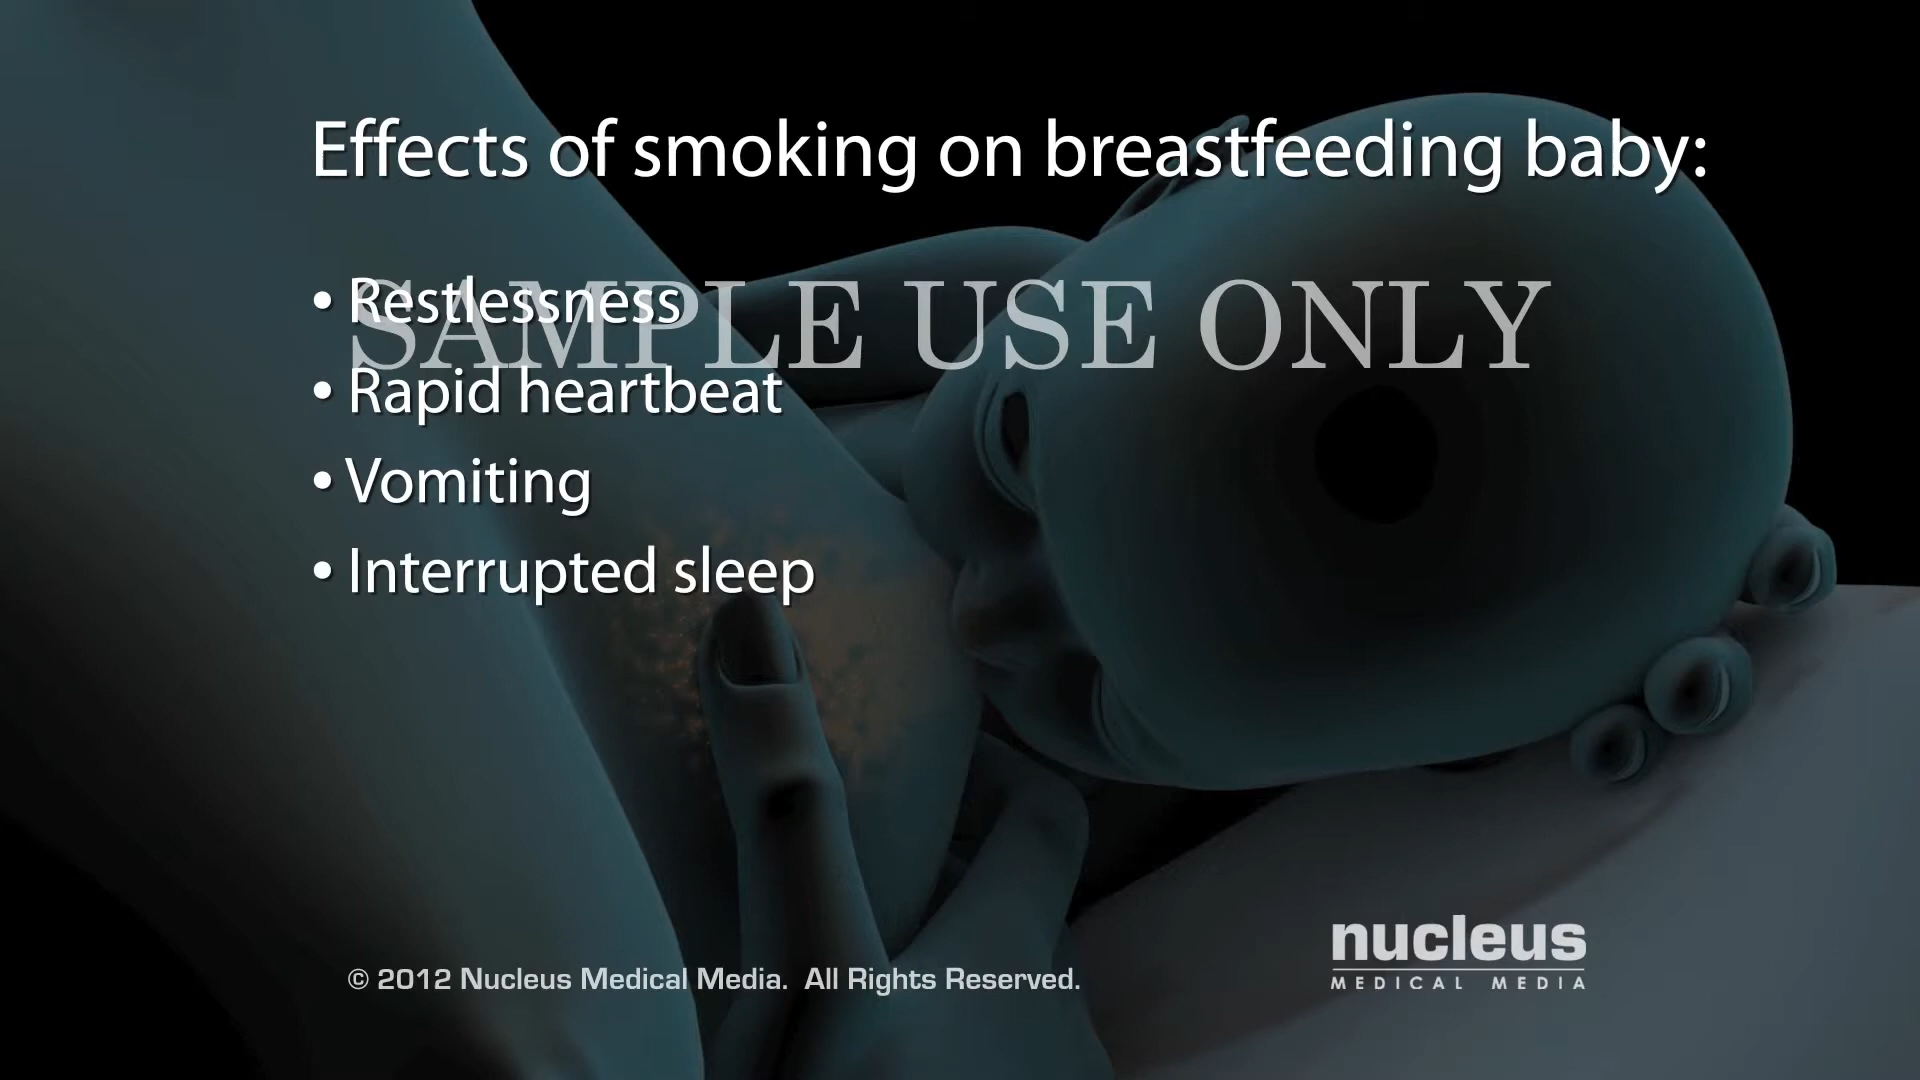 Effects of smoking on breastfeeding baby:
• Restlessness
SAMPLE USE ONLY
• Rapid heartbeat
• Vomiting
• Interrupted sleep
© 2012 Nucleus Medical Media.  All Rights Reserved.
nucleus
MEDICAL MEDIA